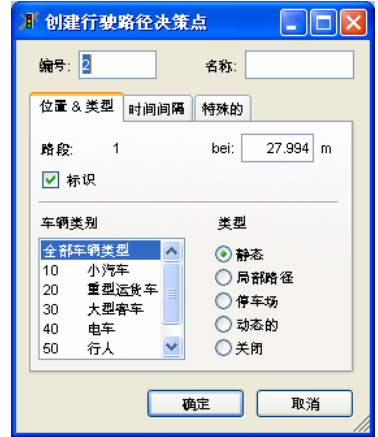 创建行驶路径决策点
编号: 2 名称:
位置 & 类型 时间间隔 特殊的
路段: 1 bei: 27.994 m
标识
车辆类别 类型
全部车辆类型 静态
10 小汽车 局部路径
20 重型运货车 停车场
30 大型客车 动态的
40 电车 关闭
50 行人
确定 取消